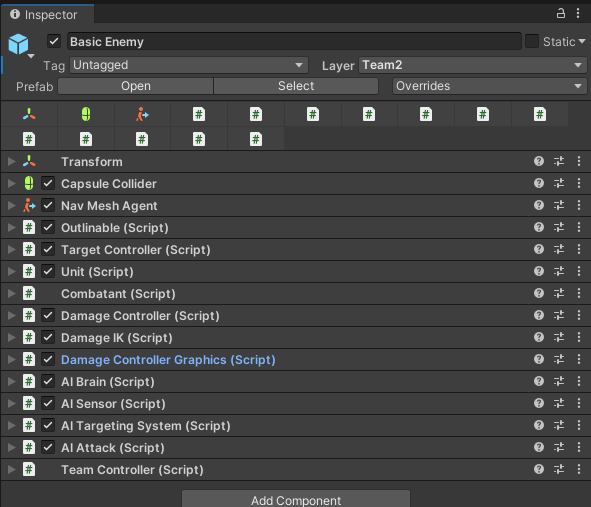 Inspector
Basic Enemy Static
Tag Untagged Layer Team2
Prefab Open Select Overrides
# # # # # # #
# # # # #
Transform
Capsule Collider
Nav Mesh Agent
# Outlinable (Script)
# Target Controller (Script)
# Unit (Script)
# Combatant (Script)
# Damage Controller (Script)
# Damage IK (Script)
# Damage Controller Graphics (Script)
# AI Brain (Script)
# AI Sensor (Script)
# AI Targeting System (Script)
# AI Attack (Script)
# Team Controller (Script)
Add Component